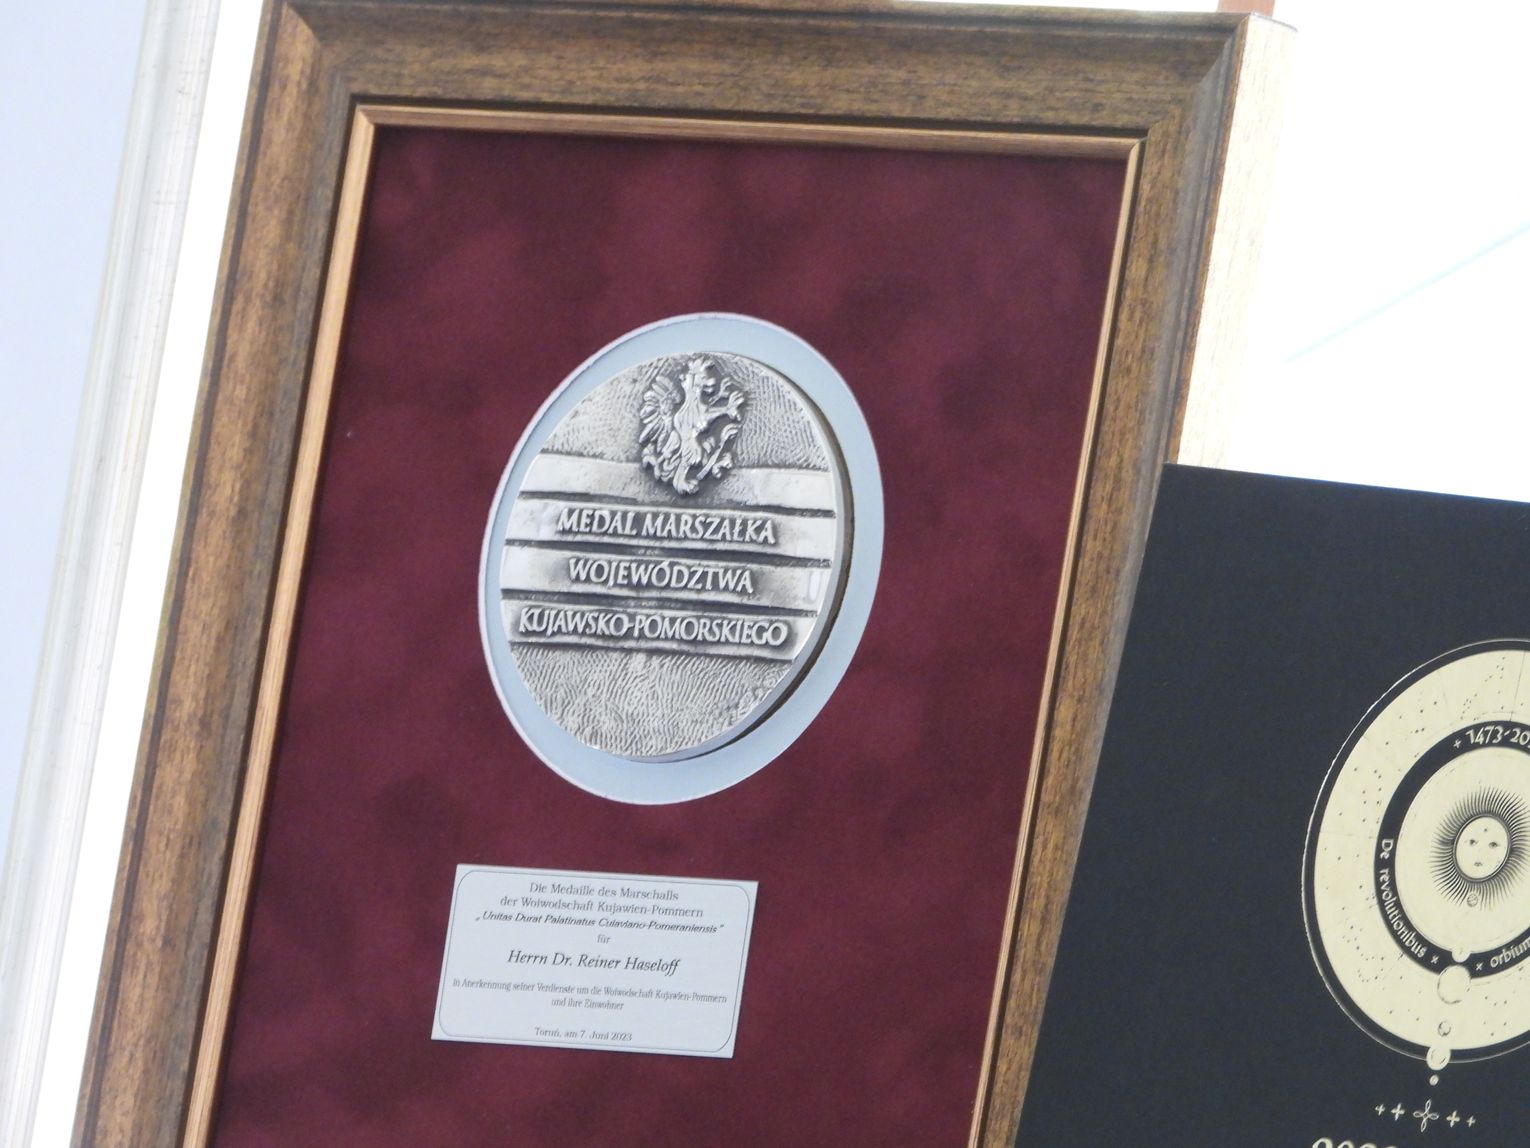 MEDAL MARSZAŁKA
WOJEWÓDZTWA
KUJAWSKO-POMORSKIEGO
Die Medaille des Marschalls
der Woiwodschaft Kujawien-Pommern
„Unitas Durat Palatinatus Cuiaviano-Pomeraniensis"
für
Herrn Dr. Reiner Haseloff
in Anerkennung seiner Verdienste um die Woiwodschaft Kujawien-Pommern
und ihre Einwohner
Toruń, am 7. Juni 2023
+ 1473-20
De revolutionibus × × orbium